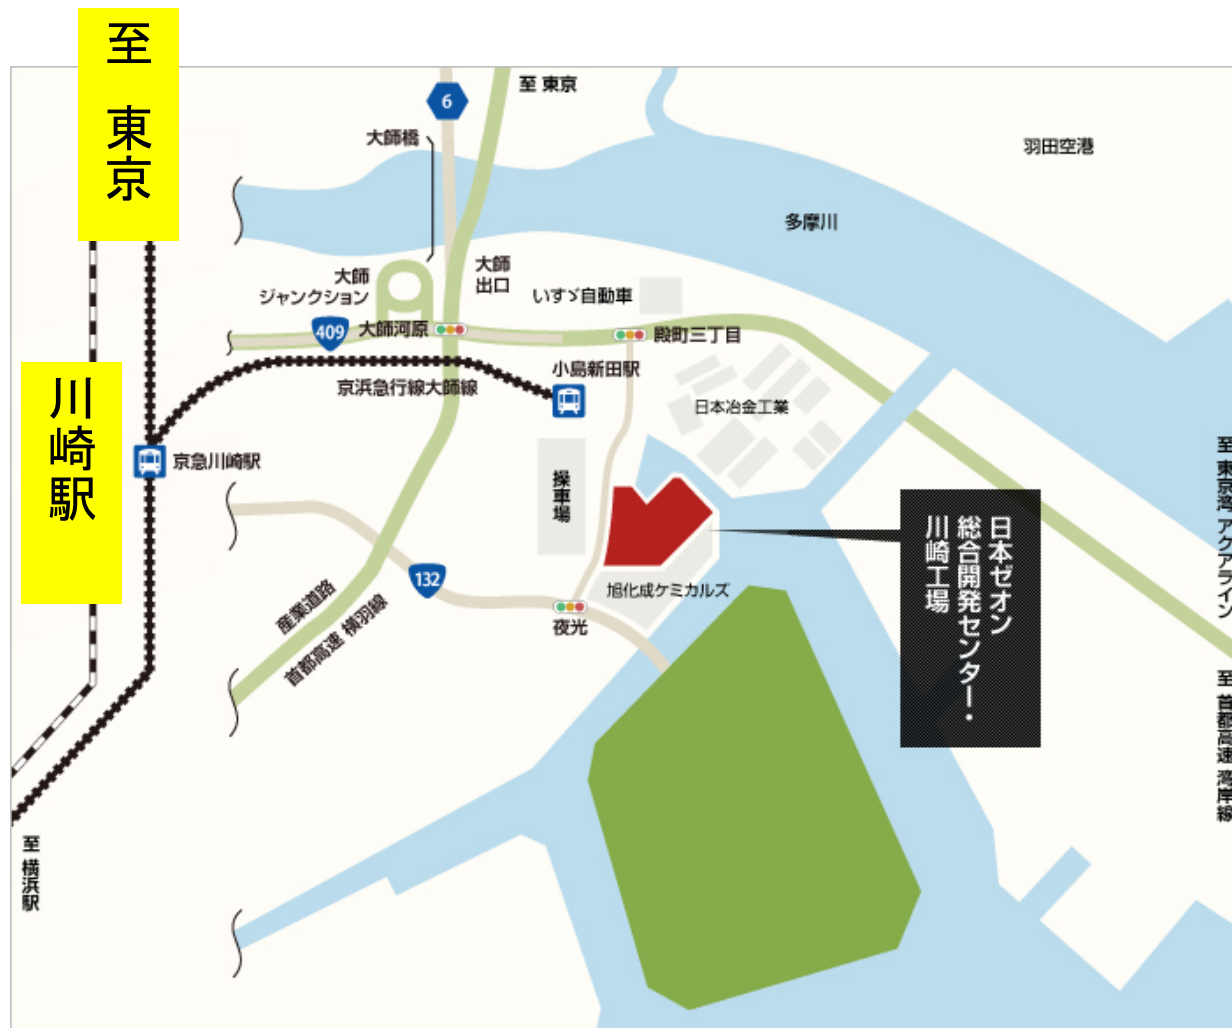 至 東京
6
至 東京
大師橋
羽田空港
多摩川
大師
ジャンクション
大師
出口
いすゞ自動車
409
大師河原
殿町三丁目
小島新田駅
京浜急行線大師線
日本冶金工業
川崎駅
京急川崎駅
操車場
至 東京湾 アクアライン
日本ゼオン
総合開発センター・
川崎工場
132
旭化成ケミカルズ
産業道路
首都高速 横羽線
夜光
至 首都高速 湾岸線
至 横浜駅